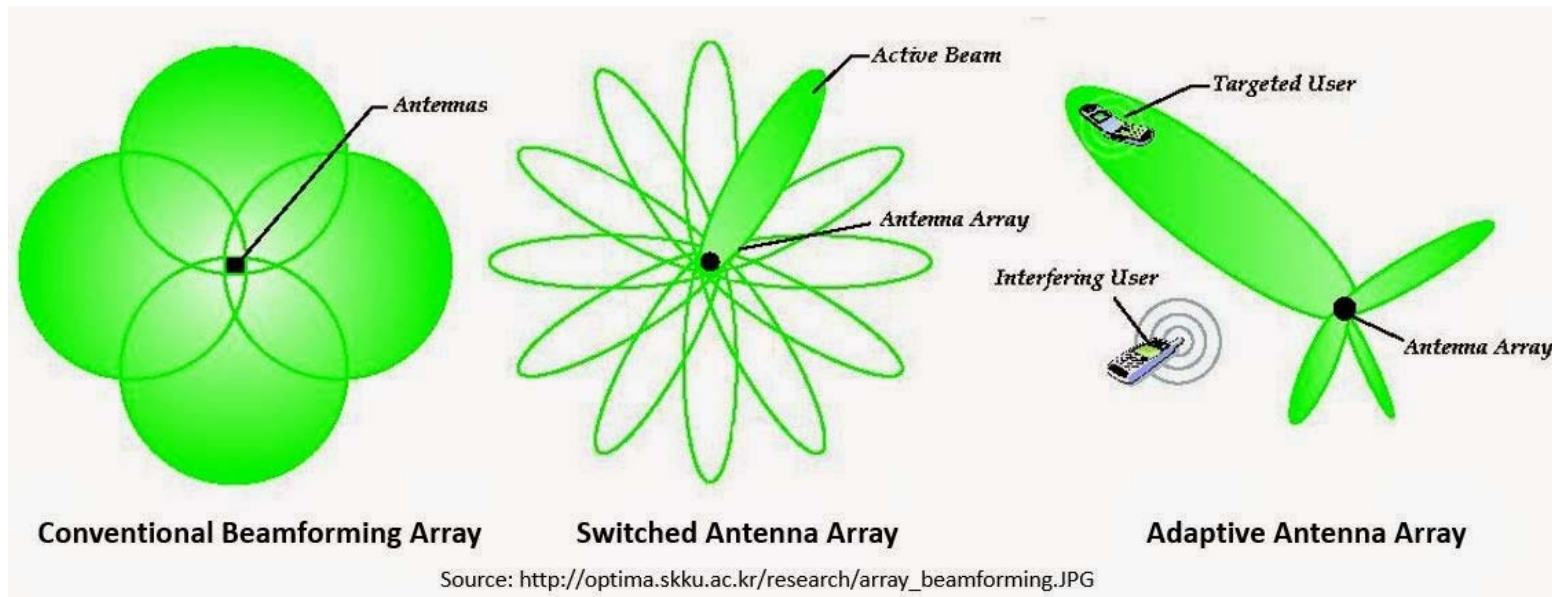 Antennas
Active Beam
Antenna Array
Targeted User
Interfering User
Antenna Array
Conventional Beamforming Array
Switched Antenna Array
Adaptive Antenna Array
Source: http://optima.skku.ac.kr/research/array_beamforming.JPG